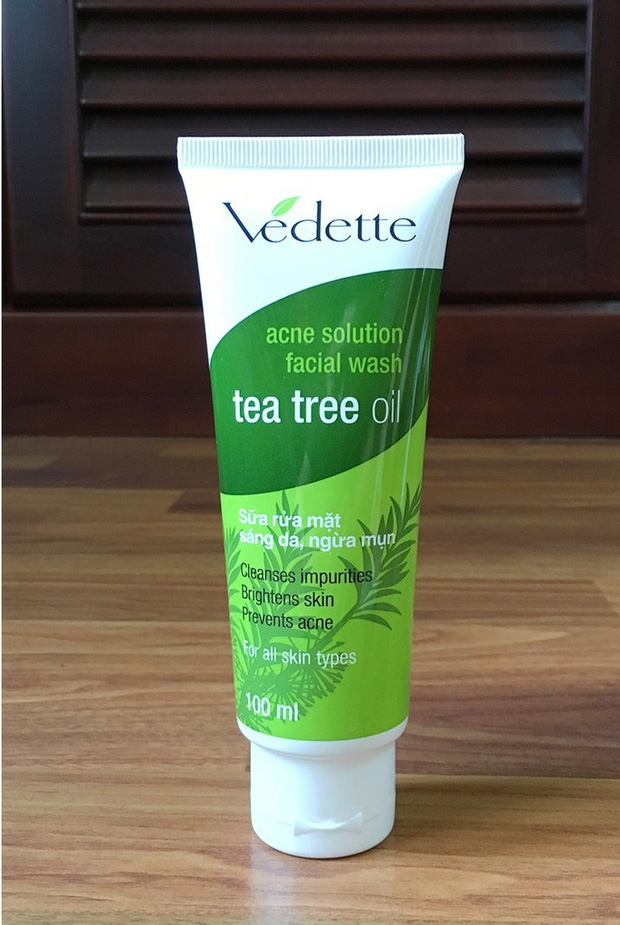 Vedette
acne solution
facial wash
tea tree oil
Sữa rửa mặt
sáng da, ngừa mụn
Cleanses impurities
Brightens skin
Prevents acne
For all skin types
100 ml